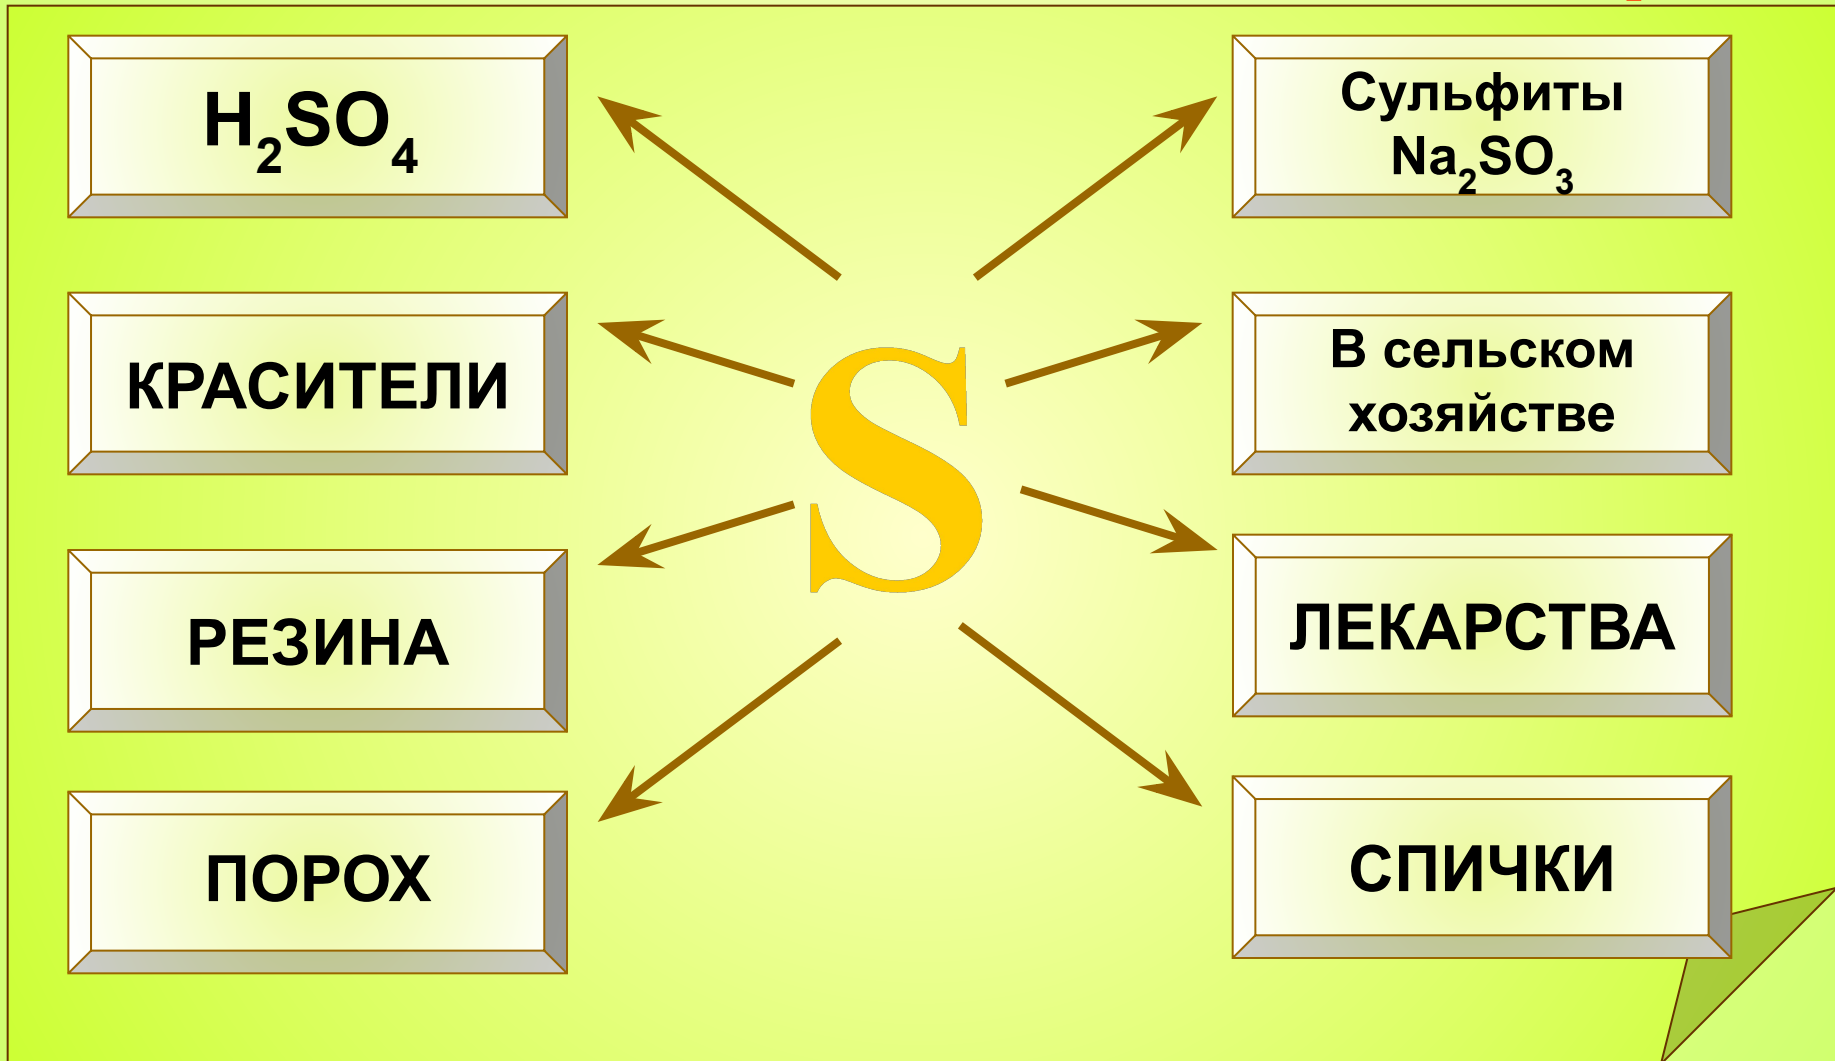 H₂SO₄
КРАСИТЕЛИ
РЕЗИНА
ПОРОХ
S
Сульфиты
Na₂SO₃
В сельском
хозяйстве
ЛЕКАРСТВА
СПИЧКИ